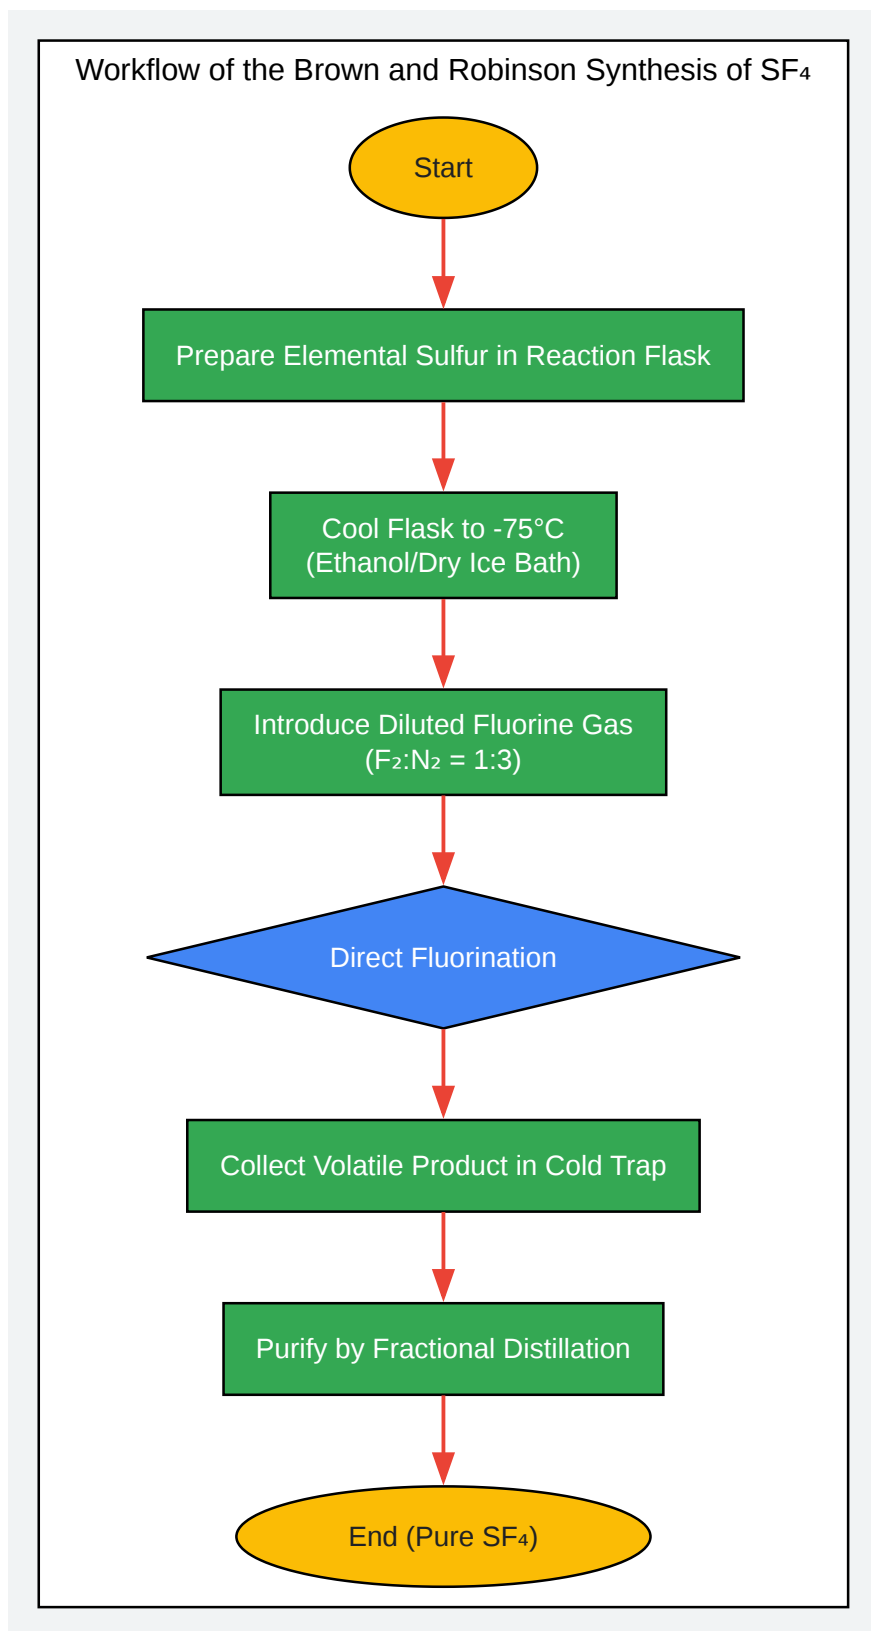 Workflow of the Brown and Robinson Synthesis of SF₄
Start
Prepare Elemental Sulfur in Reaction Flask
Cool Flask to -75°C
(Ethanol/Dry Ice Bath)
Introduce Diluted Fluorine Gas
(F₂:N₂ = 1:3)
Direct Fluorination
Collect Volatile Product in Cold Trap
Purify by Fractional Distillation
End (Pure SF₄)